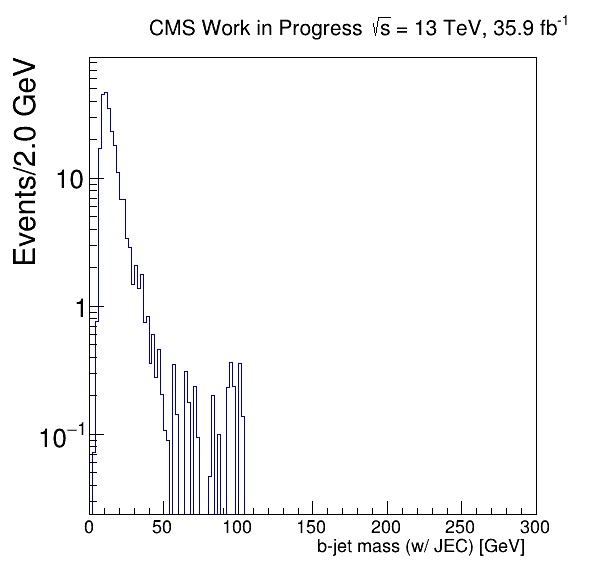 CMS Work in Progress √s = 13 TeV, 35.9 fb⁻¹
Events/2.0 GeV
10
1
10⁻¹
0 50 100 150 200 250 300
b-jet mass (w/ JEC) [GeV]